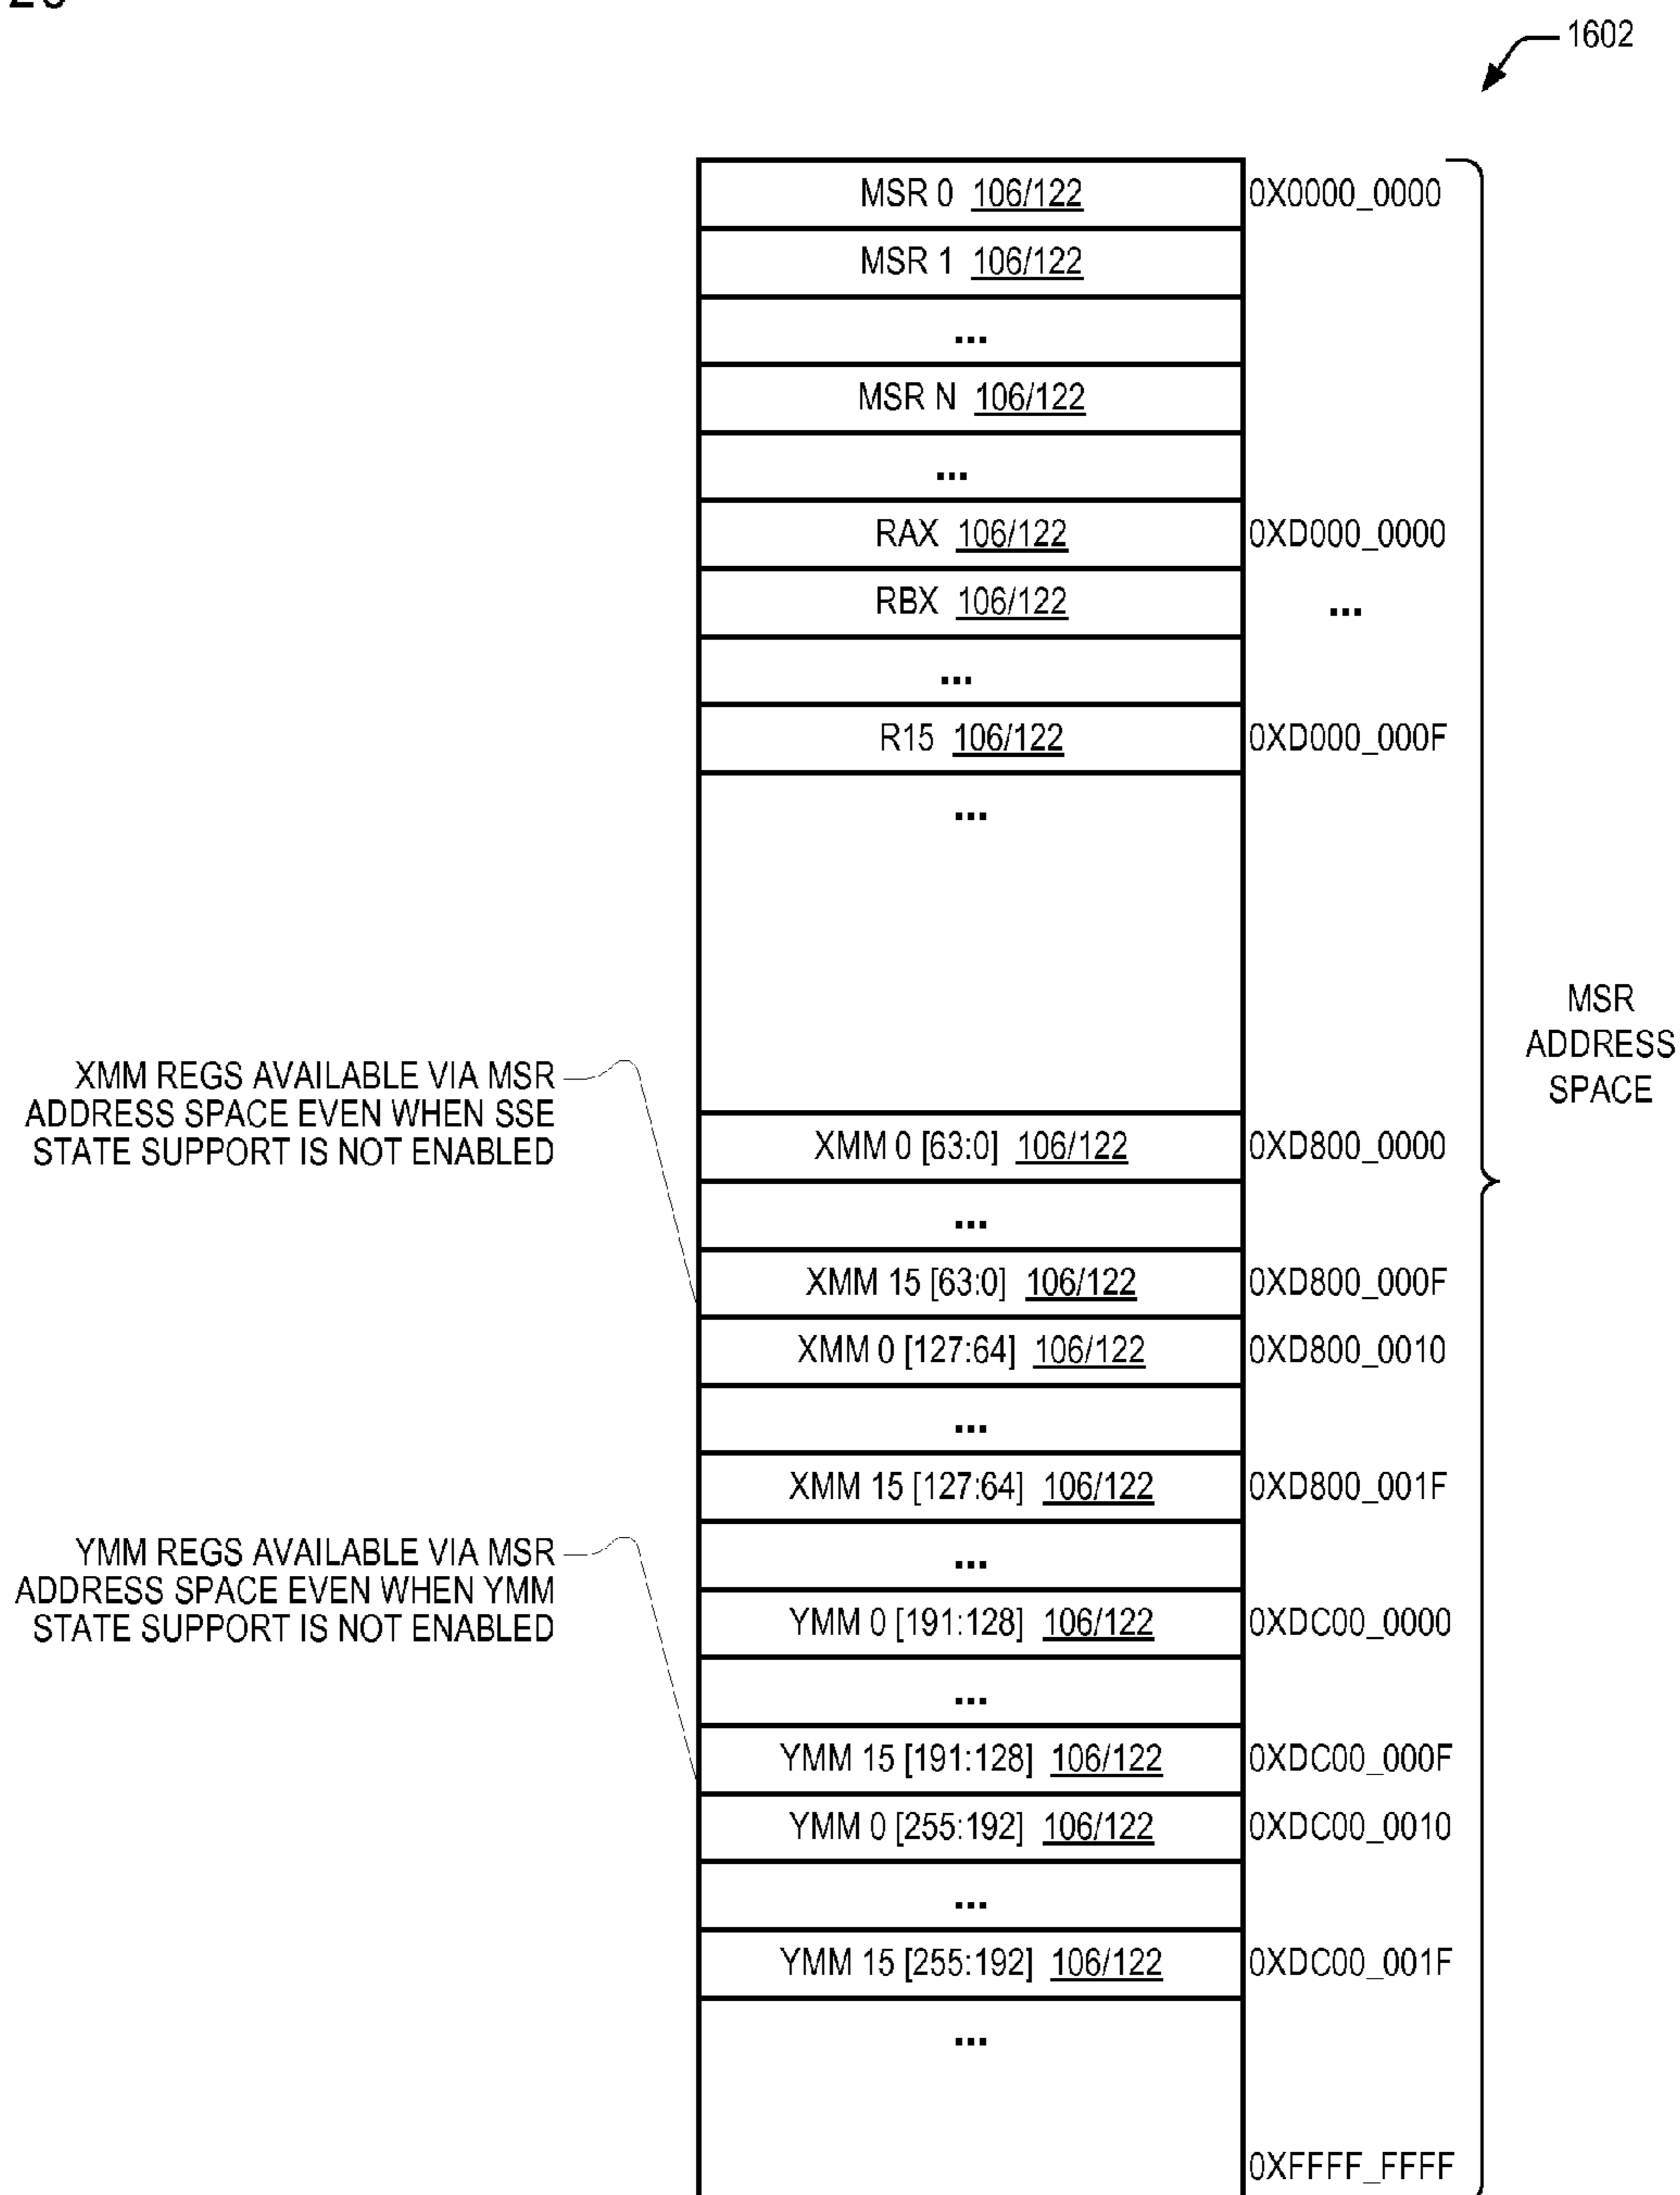 1602
MSR 0 106/122 0X0000_0000
MSR 1 106/122
...
MSR N 106/122
...
RAX 106/122 0XD000_0000
RBX 106/122 ...
...
R15 106/122 0XD000_000F
...
MSR
ADDRESS
SPACE
XMM REGS AVAILABLE VIA MSR
ADDRESS SPACE EVEN WHEN SSE
STATE SUPPORT IS NOT ENABLED
XMM 0 [63:0] 106/122 0XD800_0000
...
XMM 15 [63:0] 106/122 0XD800_000F
XMM 0 [127:64] 106/122 0XD800_0010
...
XMM 15 [127:64] 106/122 0XD800_001F
...
YMM REGS AVAILABLE VIA MSR
ADDRESS SPACE EVEN WHEN YMM
STATE SUPPORT IS NOT ENABLED
YMM 0 [191:128] 106/122 0XDC00_0000
...
YMM 15 [191:128] 106/122 0XDC00_000F
YMM 0 [255:192] 106/122 0XDC00_0010
...
YMM 15 [255:192] 106/122 0XDC00_001F
...
0XFFFF_FFFF